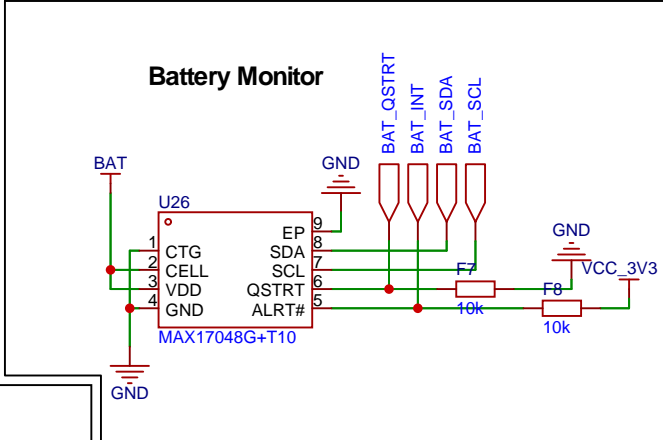 Battery Monitor
BAT_QSTRT
BAT_INT
BAT_SDA
BAT_SCL
BAT
GND
U26
1 CTG
2 CELL
3 VDD
4 GND
EP 9
SDA 8
SCL 7
QSTRT 6
ALRT# 5
MAX17048G+T10
GND
F7
10k
GND
VCC_3V3
F8
10k